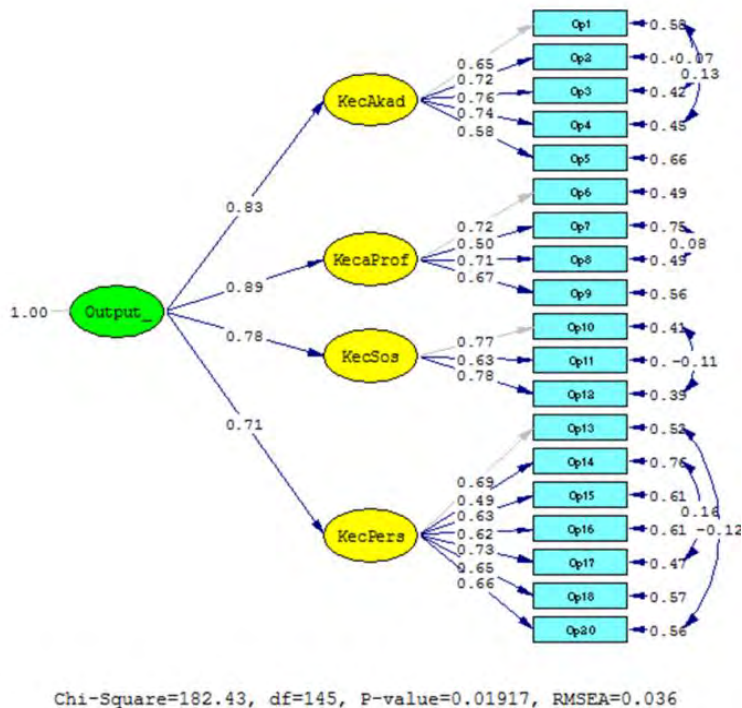 Op1
0.58
0.65
Op2
-0.07
0.72
0.13
KecAkad
0.76
Op3
0.42
0.74
Op4
0.45
0.58
Op5
0.66
0.83
Op6
0.49
0.72
Op7
0.75
0.50
0.08
KecaProf
0.71
Op8
0.49
0.67
Op9
0.56
0.89
1.00
Output_
0.78
Op10
0.41
0.77
KecSos
0.63
Op11
-0.11
0.78
Op12
0.39
0.71
Op13
0.52
0.69
Op14
0.76
0.49
Op15
0.61
0.63
0.16
KecPers
0.62
Op16
0.61
-0.12
0.73
Op17
0.47
0.65
Op18
0.57
0.66
Op20
0.56
Chi-Square=182.43, df=145, P-value=0.01917, RMSEA=0.036